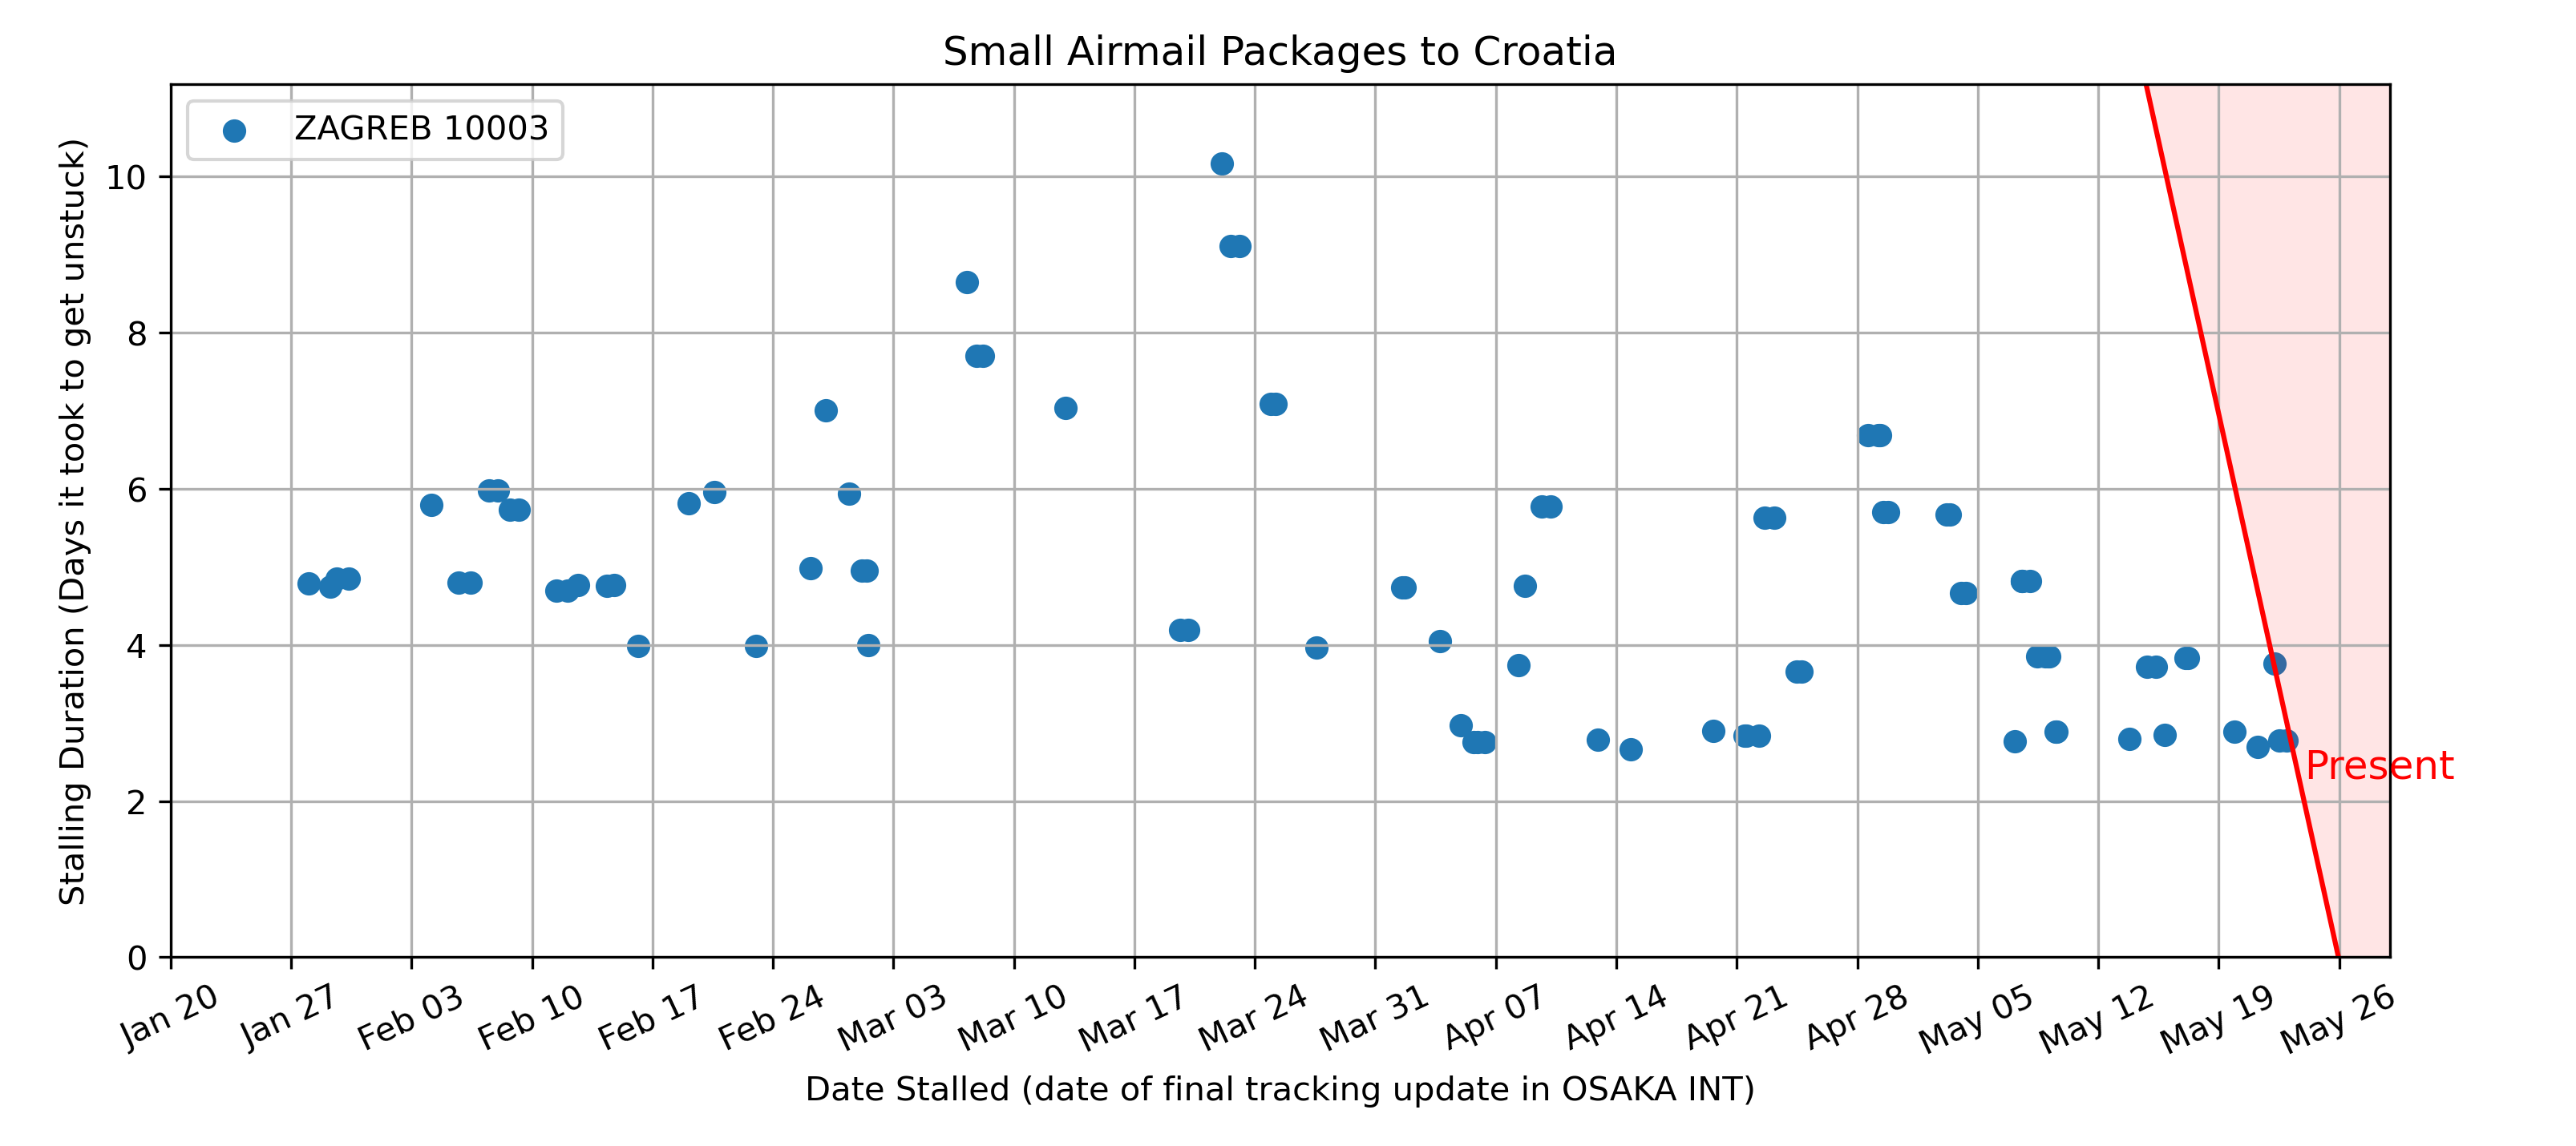 Small Airmail Packages to Croatia
ZAGREB 10003
Stalling Duration (Days it took to get unstuck)
10
8
6
4
2
0
Present
Jan 20 Jan 27 Feb 03 Feb 10 Feb 17 Feb 24 Mar 03 Mar 10 Mar 17 Mar 24 Mar 31 Apr 07 Apr 14 Apr 21 Apr 28 May 05 May 12 May 19 May 26
Date Stalled (date of final tracking update in OSAKA INT)